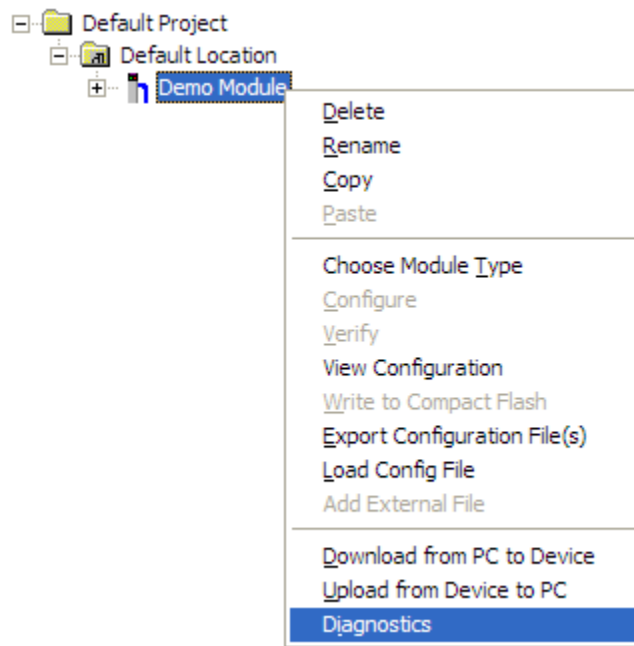 Default Project
Default Location
Demo Module
Delete
Rename
Copy
Paste
Choose Module Type
Configure
Verify
View Configuration
Write to Compact Flash
Export Configuration File(s)
Load Config File
Add External File
Download from PC to Device
Upload from Device to PC
Diagnostics